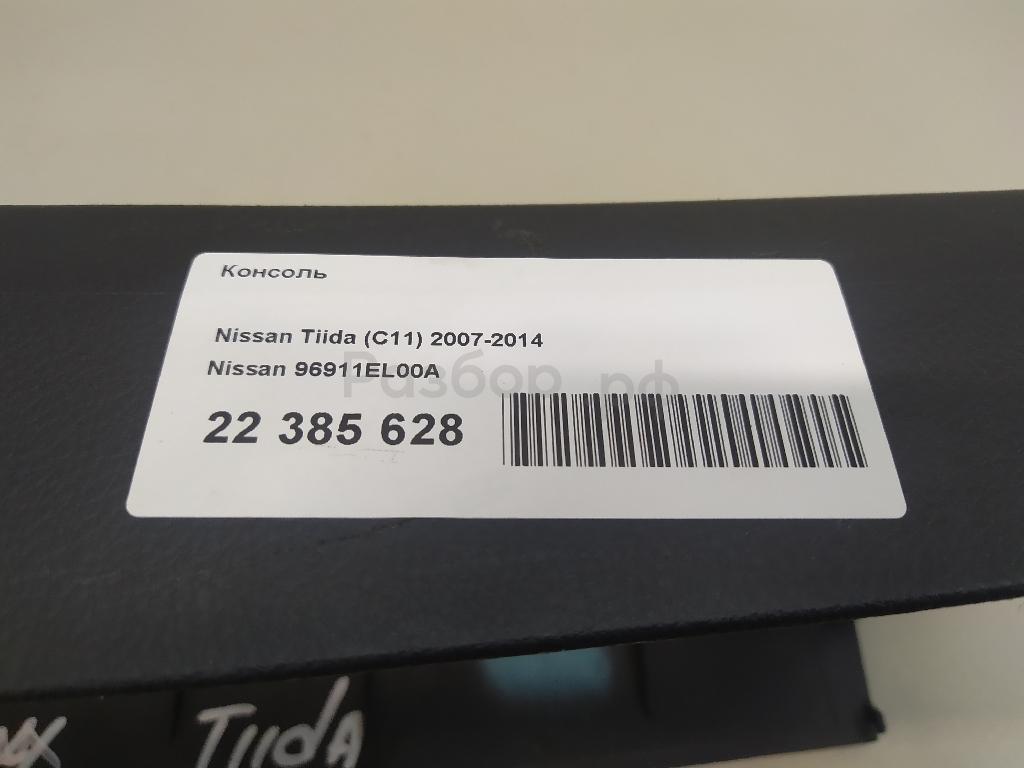 Консоль
Nissan Tiida (C11) 2007-2014
Nissan 96911EL00A
Разбор.рф
22 385 628
Tiida